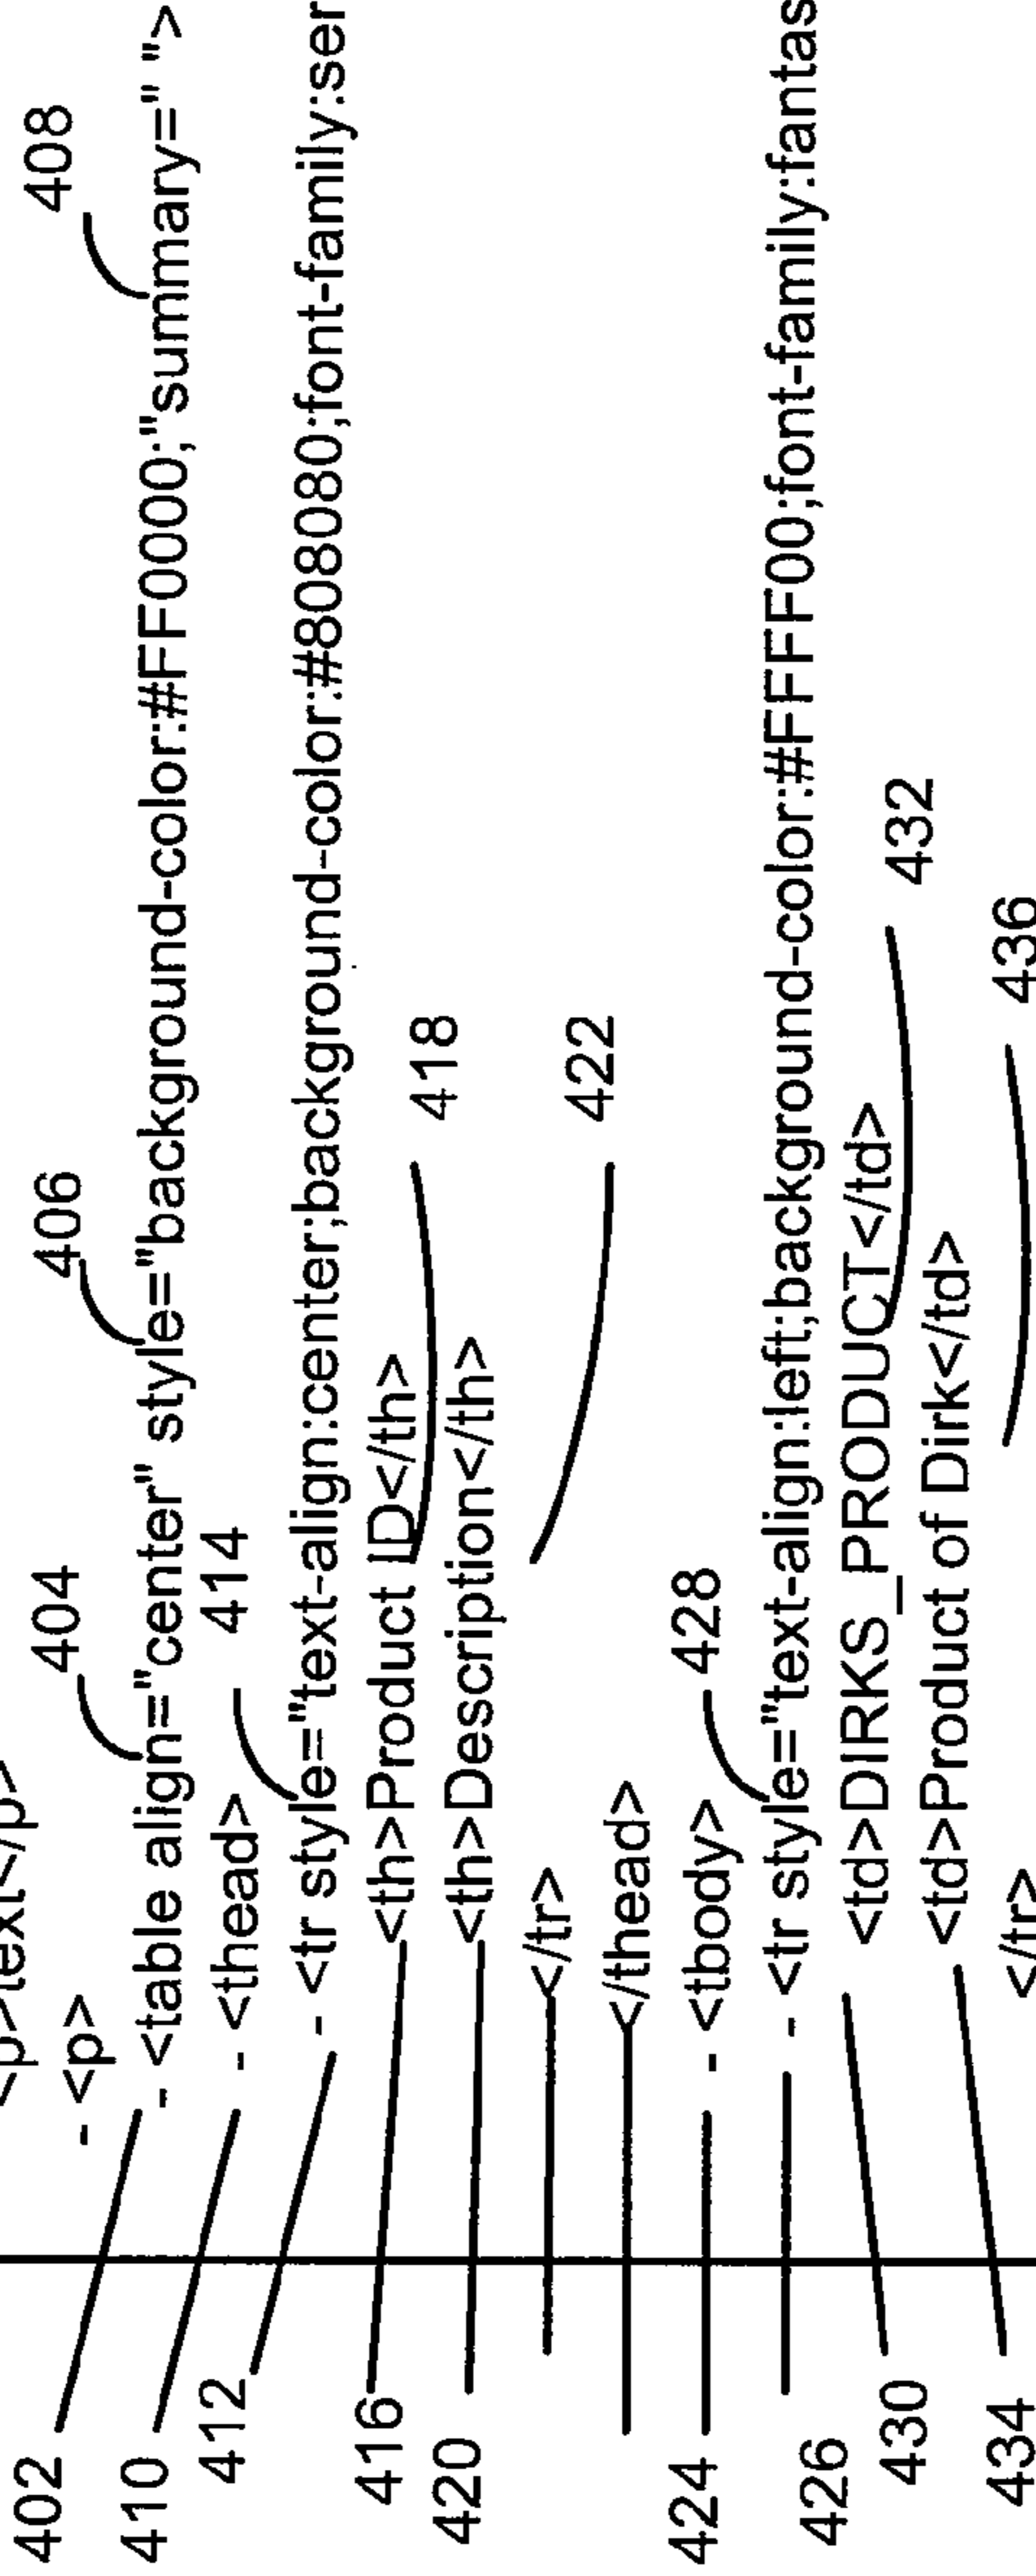 <p>text</p>
- <p>
404 406 408
402 - <table align="center" style="background-color:#FF0000;"summary=" ">
410 - <thead>
414
412 - <tr style="text-align:center;background-color:#808080;font-family:ser
416 <th>Product ID</th>
418
420 <th>Description</th>
</tr>
422
</thead>
424 - <tbody>
428
426 - <tr style="text-align:left;background-color:#FFFF00;font-family:fantas
430 <td>DIRKS_PRODUCT</td>
432
434 <td>Product of Dirk</td>
</tr>
436